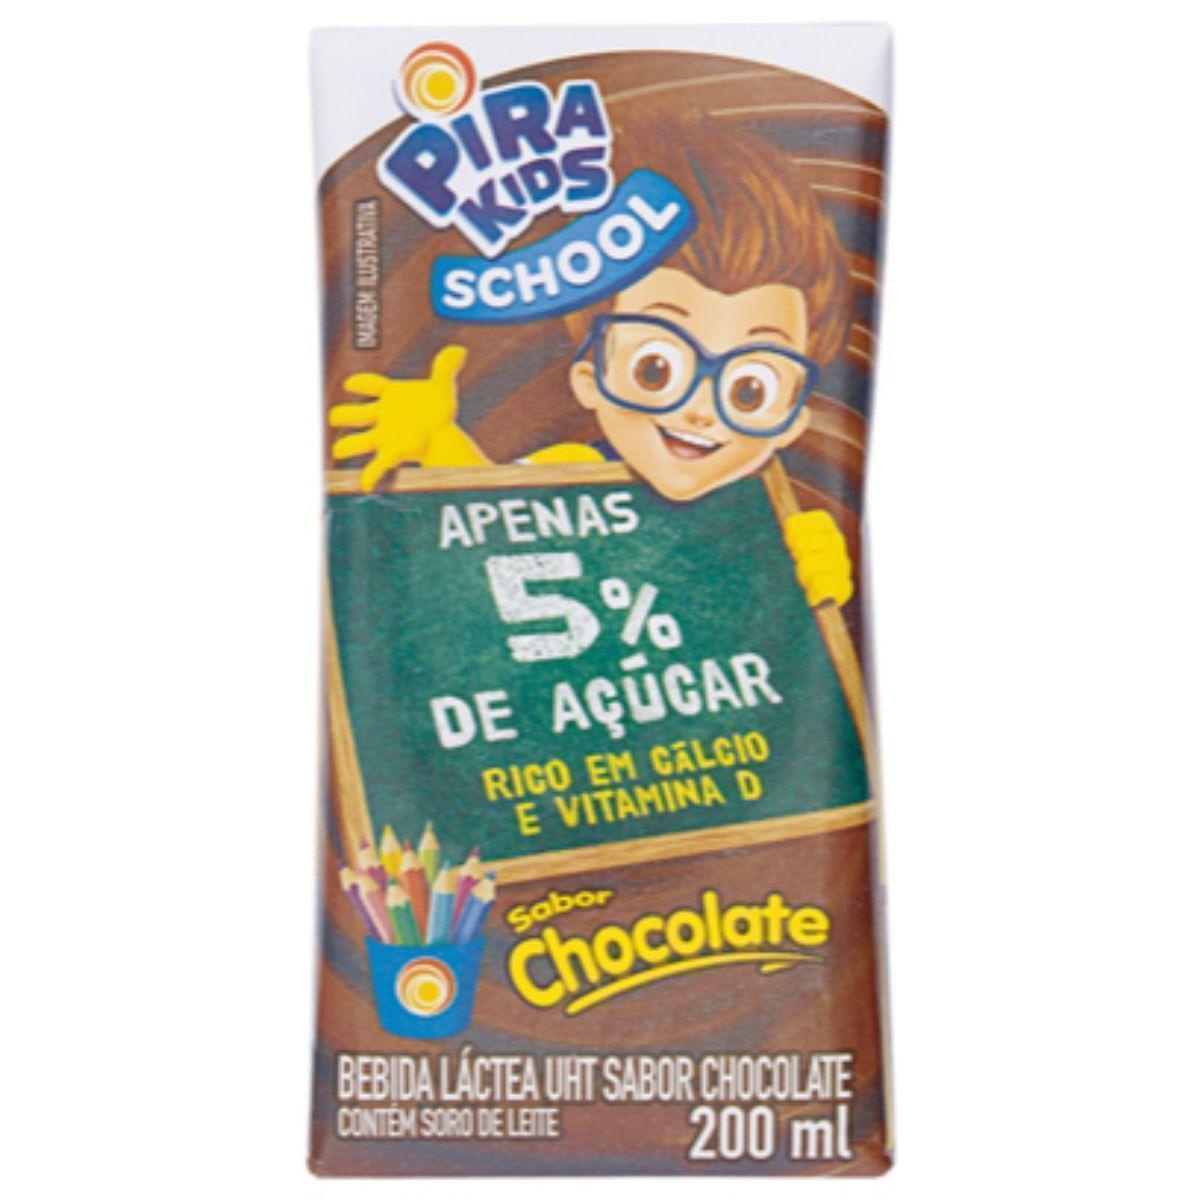 PIRA
KIDS
SCHOOL
IMAGEM ILUSTRATIVA
APENAS
5%
DE AÇÚCAR
RICO EM CÁLCIO
E VITAMINA D
Sabor
Chocolate
BEBIDA LÁCTEA UHT SABOR CHOCOLATE
CONTÉM SORO DE LEITE
200 ml